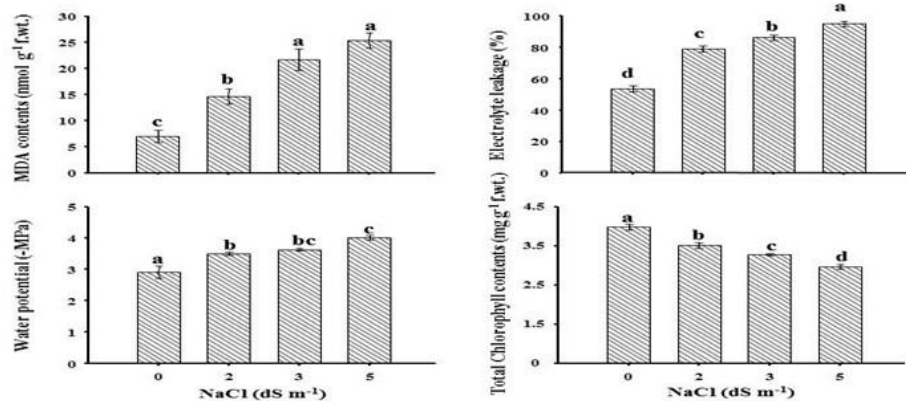 MDA contents (nmol g⁻¹f.wt.)
30
25
20
15
10
5
0
c
b
a
a
Electrolyte leakage (%)
100
80
60
40
20
0
d
c
b
a
Water potential (-MPa)
5
4
3
2
1
0
a
b
bc
c
0
2
3
5
NaCl (dS m⁻¹)
Total Chlorophyll contents (mg g⁻¹f.wt.)
4.5
3.5
2.5
1.5
0
a
b
c
d
0
2
3
5
NaCl (dS m⁻¹)